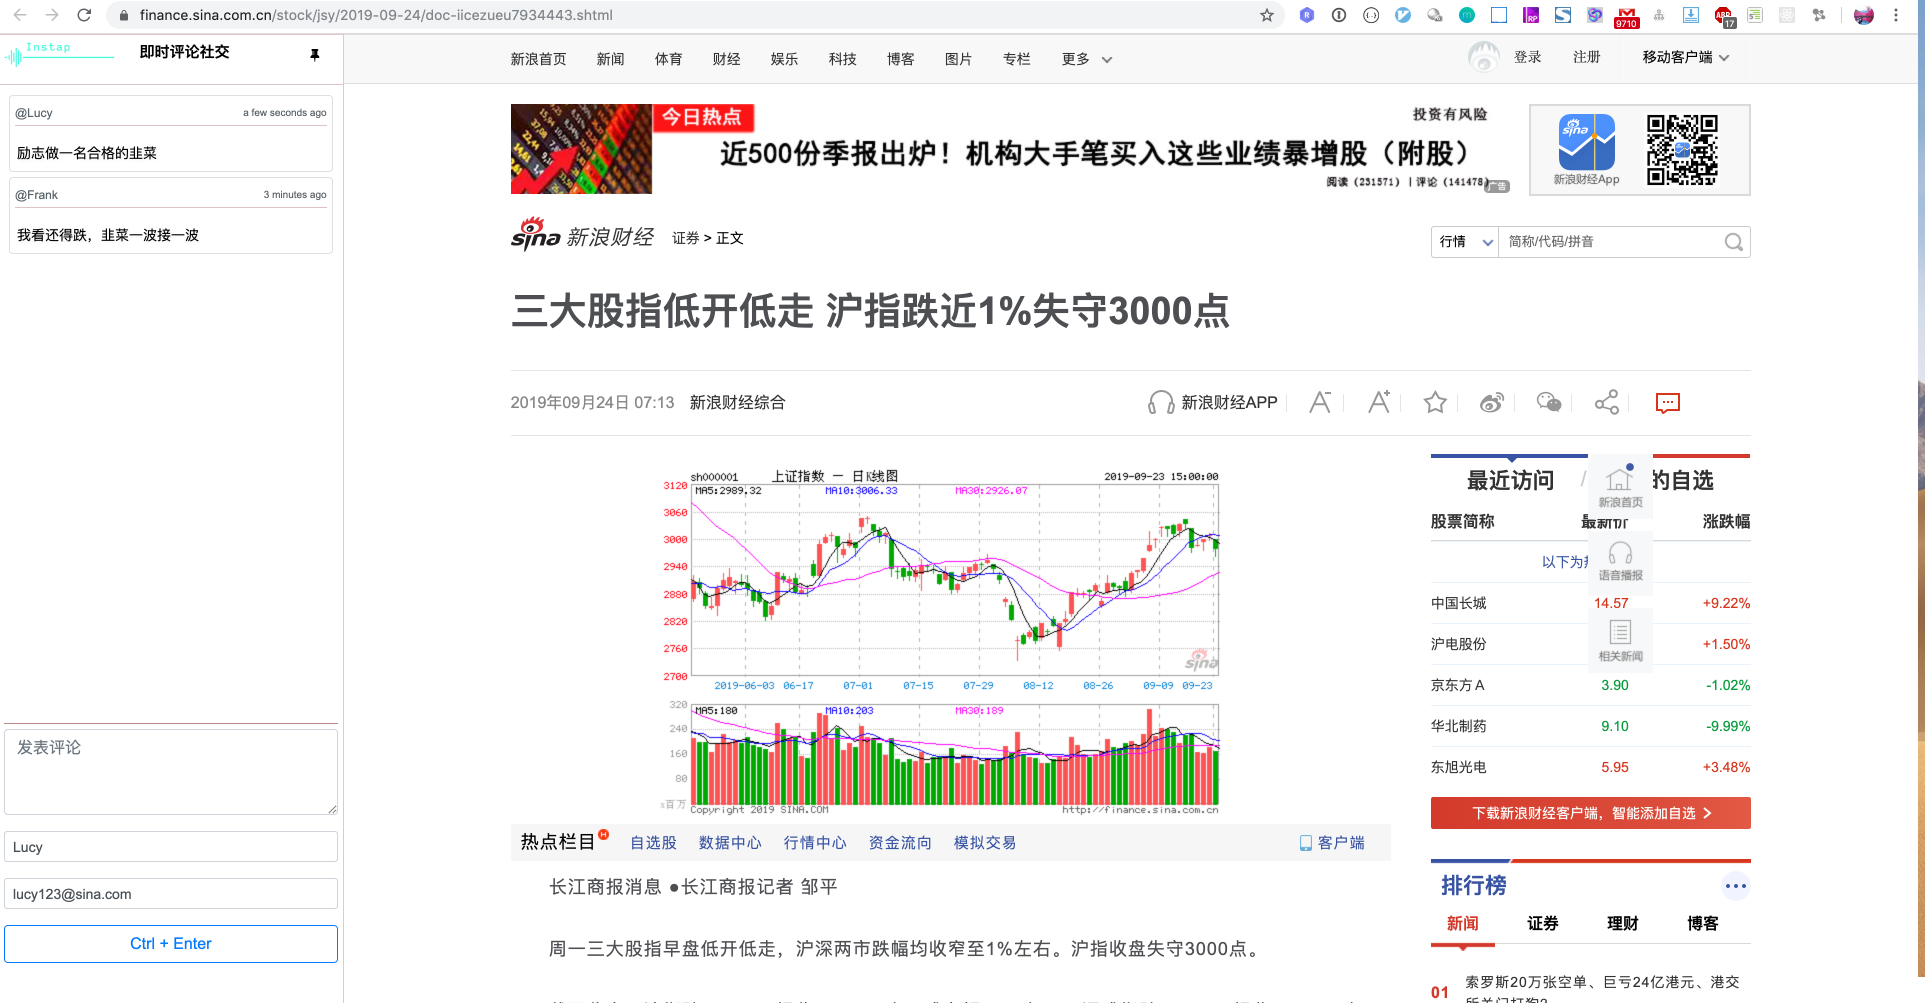 finance.sina.com.cn/stock/jsy/2019-09-24/doc-iicezueu7934443.shtml
9710
17
Instap
即时评论社交
@Lucy
a few seconds ago
励志做一名合格的韭菜
@Frank
3 minutes ago
我看还得跌，韭菜一波接一波
发表评论
Lucy
lucy123@sina.com
Ctrl + Enter
新浪首页 新闻 体育 财经 娱乐 科技 博客 图片 专栏 更多
登录 注册 移动客户端
今日热点
投资有风险
近500份季报出炉！机构大手笔买入这些业绩暴增股（附股）
阅读（231571）丨评论（141478）
广告
sina
新浪财经App
sina 新浪财经 证券 > 正文
行情 简称/代码/拼音
三大股指低开低走 沪指跌近1%失守3000点
2019年09月24日 07:13 新浪财经综合
新浪财经APP
sh000001 上证指数 一 日K线图 2019-09-23 15:00:00
MA5:2989.32 MA10:3006.33 MA30:2926.07
3120
3060
3000
2940
2880
2820
2760
2700
sina
2019-06-03 06-17 07-01 07-15 07-29 08-12 08-26 09-09 09-23
MA5:180 MA10:203 MA30:189
320
240
160
80
x百万
Copyright 2019 SINA.COM http://finance.sina.com.cn
热点栏目 H 自选股 数据中心 行情中心 资金流向 模拟交易 客户端
长江商报消息 ●长江商报记者 邹平
周一三大股指早盘低开低走，沪深两市跌幅均收窄至1%左右。沪指收盘失守3000点。
最近访问 / 的自选
股票简称 最新价 涨跌幅
以下为
中国长城 14.57 +9.22%
沪电股份 +1.50%
京东方Ａ 3.90 -1.02%
华北制药 9.10 -9.99%
东旭光电 5.95 +3.48%
新浪首页
语音播报
相关新闻
下载新浪财经客户端，智能添加自选
排行榜
新闻 证券 理财 博客
01 索罗斯20万张空单、巨亏24亿港元、港交